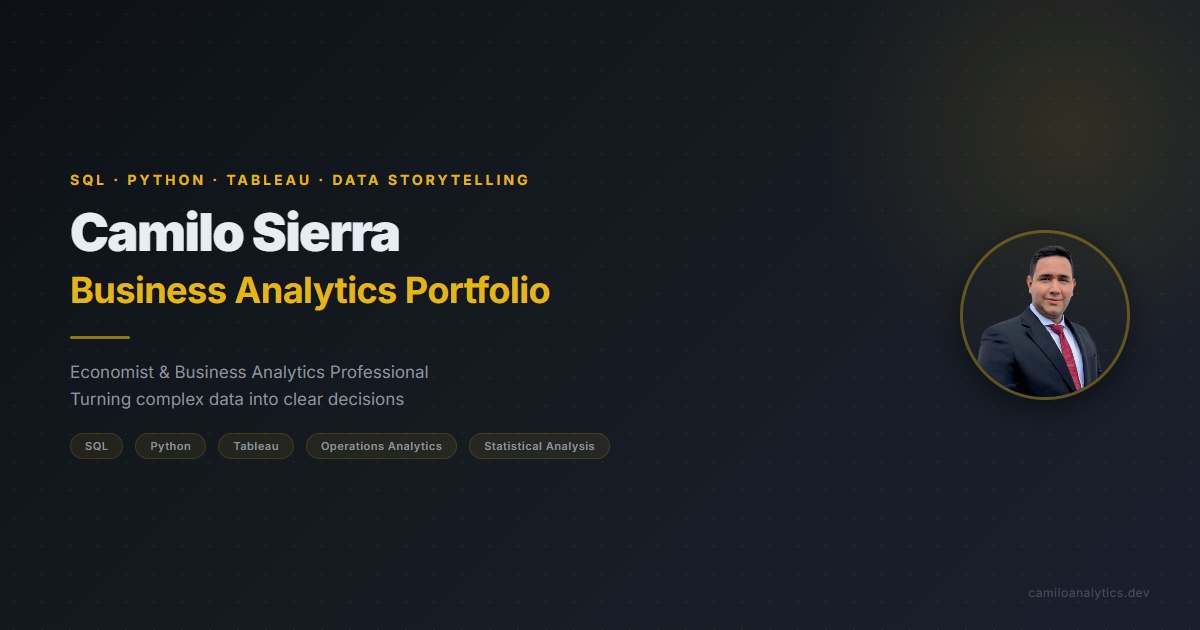 SQL · PYTHON · TABLEAU · DATA STORYTELLING
Camilo Sierra
Business Analytics Portfolio
Economist & Business Analytics Professional
Turning complex data into clear decisions
SQL Python Tableau Operations Analytics Statistical Analysis
camiloanalytics.dev